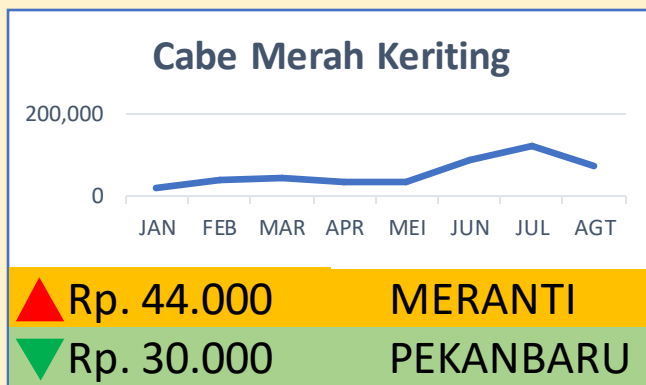 Cabe Merah Keriting
200,000
0
JAN FEB MAR APR MEI JUN JUL AGT
Rp. 44.000 MERANTI
Rp. 30.000 PEKANBARU